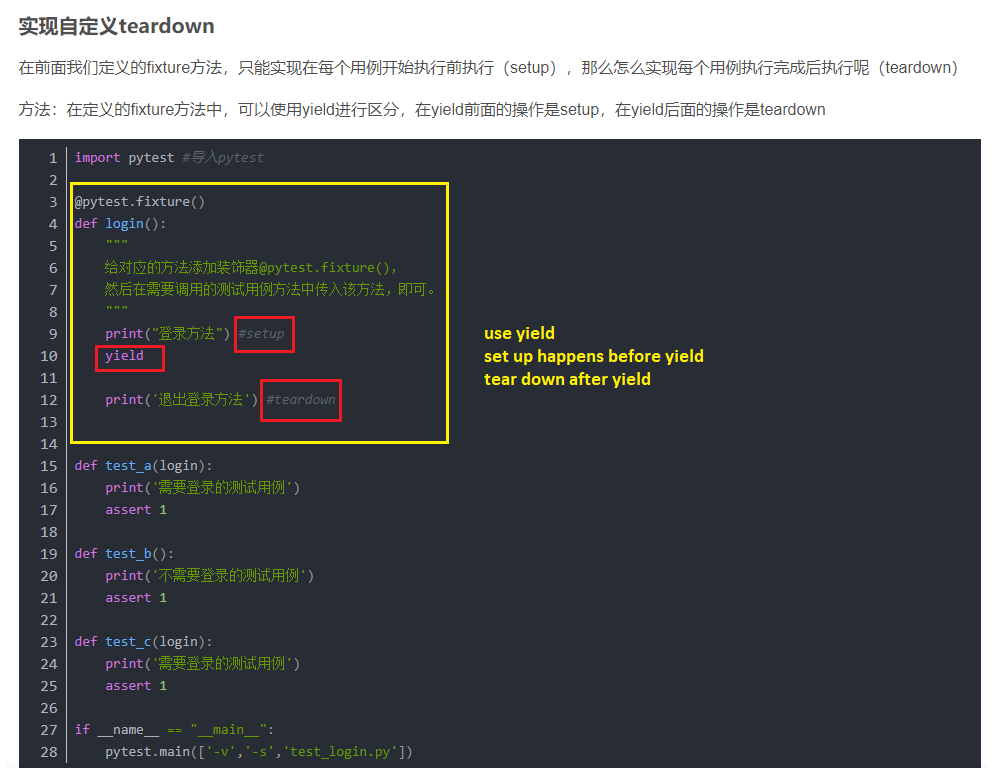 实现自定义teardown
在前面我们定义的fixture方法，只能实现在每个用例开始执行前执行（setup），那么怎么实现每个用例执行完成后执行呢（teardown）
方法：在定义的fixture方法中，可以使用yield进行区分，在yield前面的操作是setup，在yield后面的操作是teardown
1 import pytest #导入pytest
2
3 @pytest.fixture()
4 def login():
5 """
6 给对应的方法添加装饰器@pytest.fixture(),
7 然后在需要调用的测试用例方法中传入该方法，即可。
8 """
9 print("登录方法") #setup
10 yield
11
12 print('退出登录方法') #teardown
13
14
15 def test_a(login):
16 print('需要登录的测试用例')
17 assert 1
18
19 def test_b():
20 print('不需要登录的测试用例')
21 assert 1
22
23 def test_c(login):
24 print('需要登录的测试用例')
25 assert 1
26
27 if __name__ == "__main__":
28 pytest.main(['-v','-s','test_login.py'])
use yield
set up happens before yield
tear down after yield